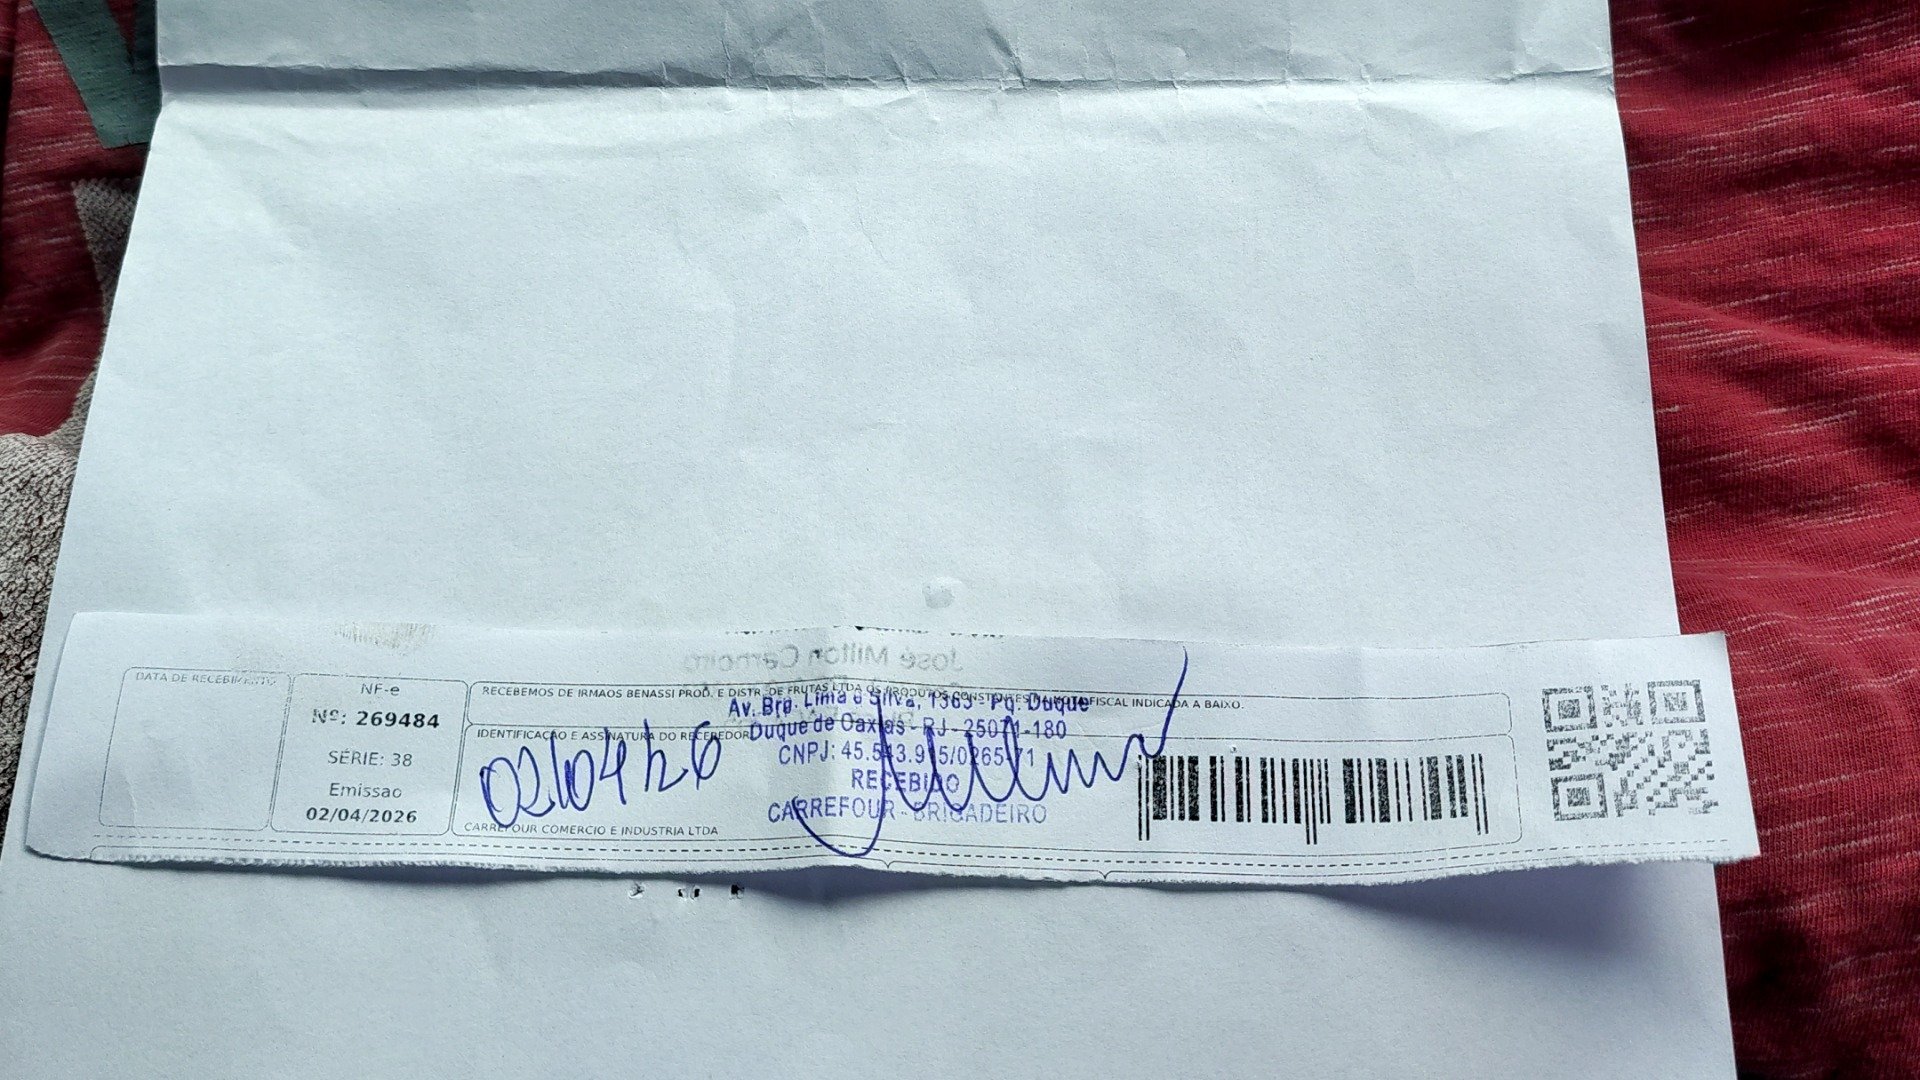 DATA DE RECEBIMENTO
NF-e
Nº: 269484
SÉRIE: 38
Emissao
02/04/2026
RECEBEMOS DE IRMAOS BENASSI PROD. E DISTR. DE FRUTAS LTDA OS PRODUTOS CONSTANTES NA NOTA FISCAL INDICADA A BAIXO.
IDENTIFICAÇÃO E ASSINATURA DO RECEBEDOR
02/04/26
CARREFOUR COMERCIO E INDUSTRIA LTDA
Av. Brg. Lima e Silva, 1363 - Pq. Duque
Duque de Caxias - RJ - 25071-180
CNPJ: 45.543.915/0265-71
RECEBIDO
CARREFOUR - BRIGADEIRO
José Milton Carneiro